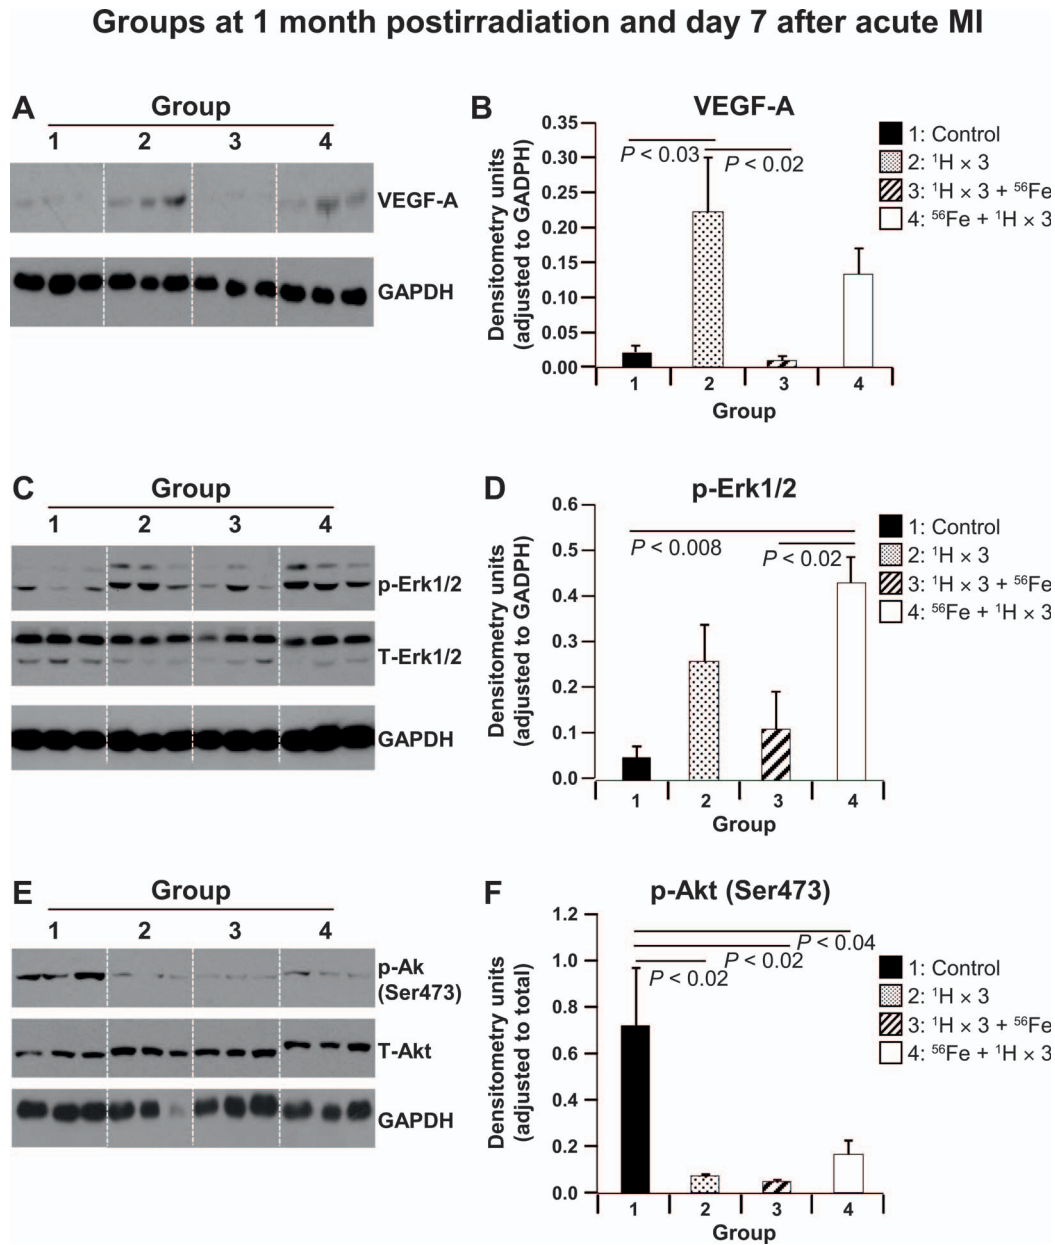 Groups at 1 month postirradiation and day 7 after acute MI
A
Group
1 2 3 4
VEGF-A
GAPDH
B
VEGF-A
Densitometry units
(adjusted to GADPH)
0.35
0.30
0.25
0.20
0.15
0.10
0.05
0.00
P < 0.03
P < 0.02
1 2 3 4
Group
1: Control
2: ¹H × 3
3: ¹H × 3 + ⁵⁶Fe
4: ⁵⁶Fe + ¹H × 3
C
Group
1 2 3 4
p-Erk1/2
T-Erk1/2
GAPDH
D
p-Erk1/2
Densitometry units
(adjusted to GADPH)
0.6
0.5
0.4
0.3
0.2
0.1
0.0
P < 0.008
P < 0.02
1 2 3 4
Group
1: Control
2: ¹H × 3
3: ¹H × 3 + ⁵⁶Fe
4: ⁵⁶Fe + ¹H × 3
E
Group
1 2 3 4
p-Ak
(Ser473)
T-Akt
GAPDH
F
p-Akt (Ser473)
Densitometry units
(adjusted to total)
1.2
1.0
0.8
0.6
0.4
0.2
0.0
P < 0.04
P < 0.02
P < 0.02
1 2 3 4
Group
1: Control
2: ¹H × 3
3: ¹H × 3 + ⁵⁶Fe
4: ⁵⁶Fe + ¹H × 3